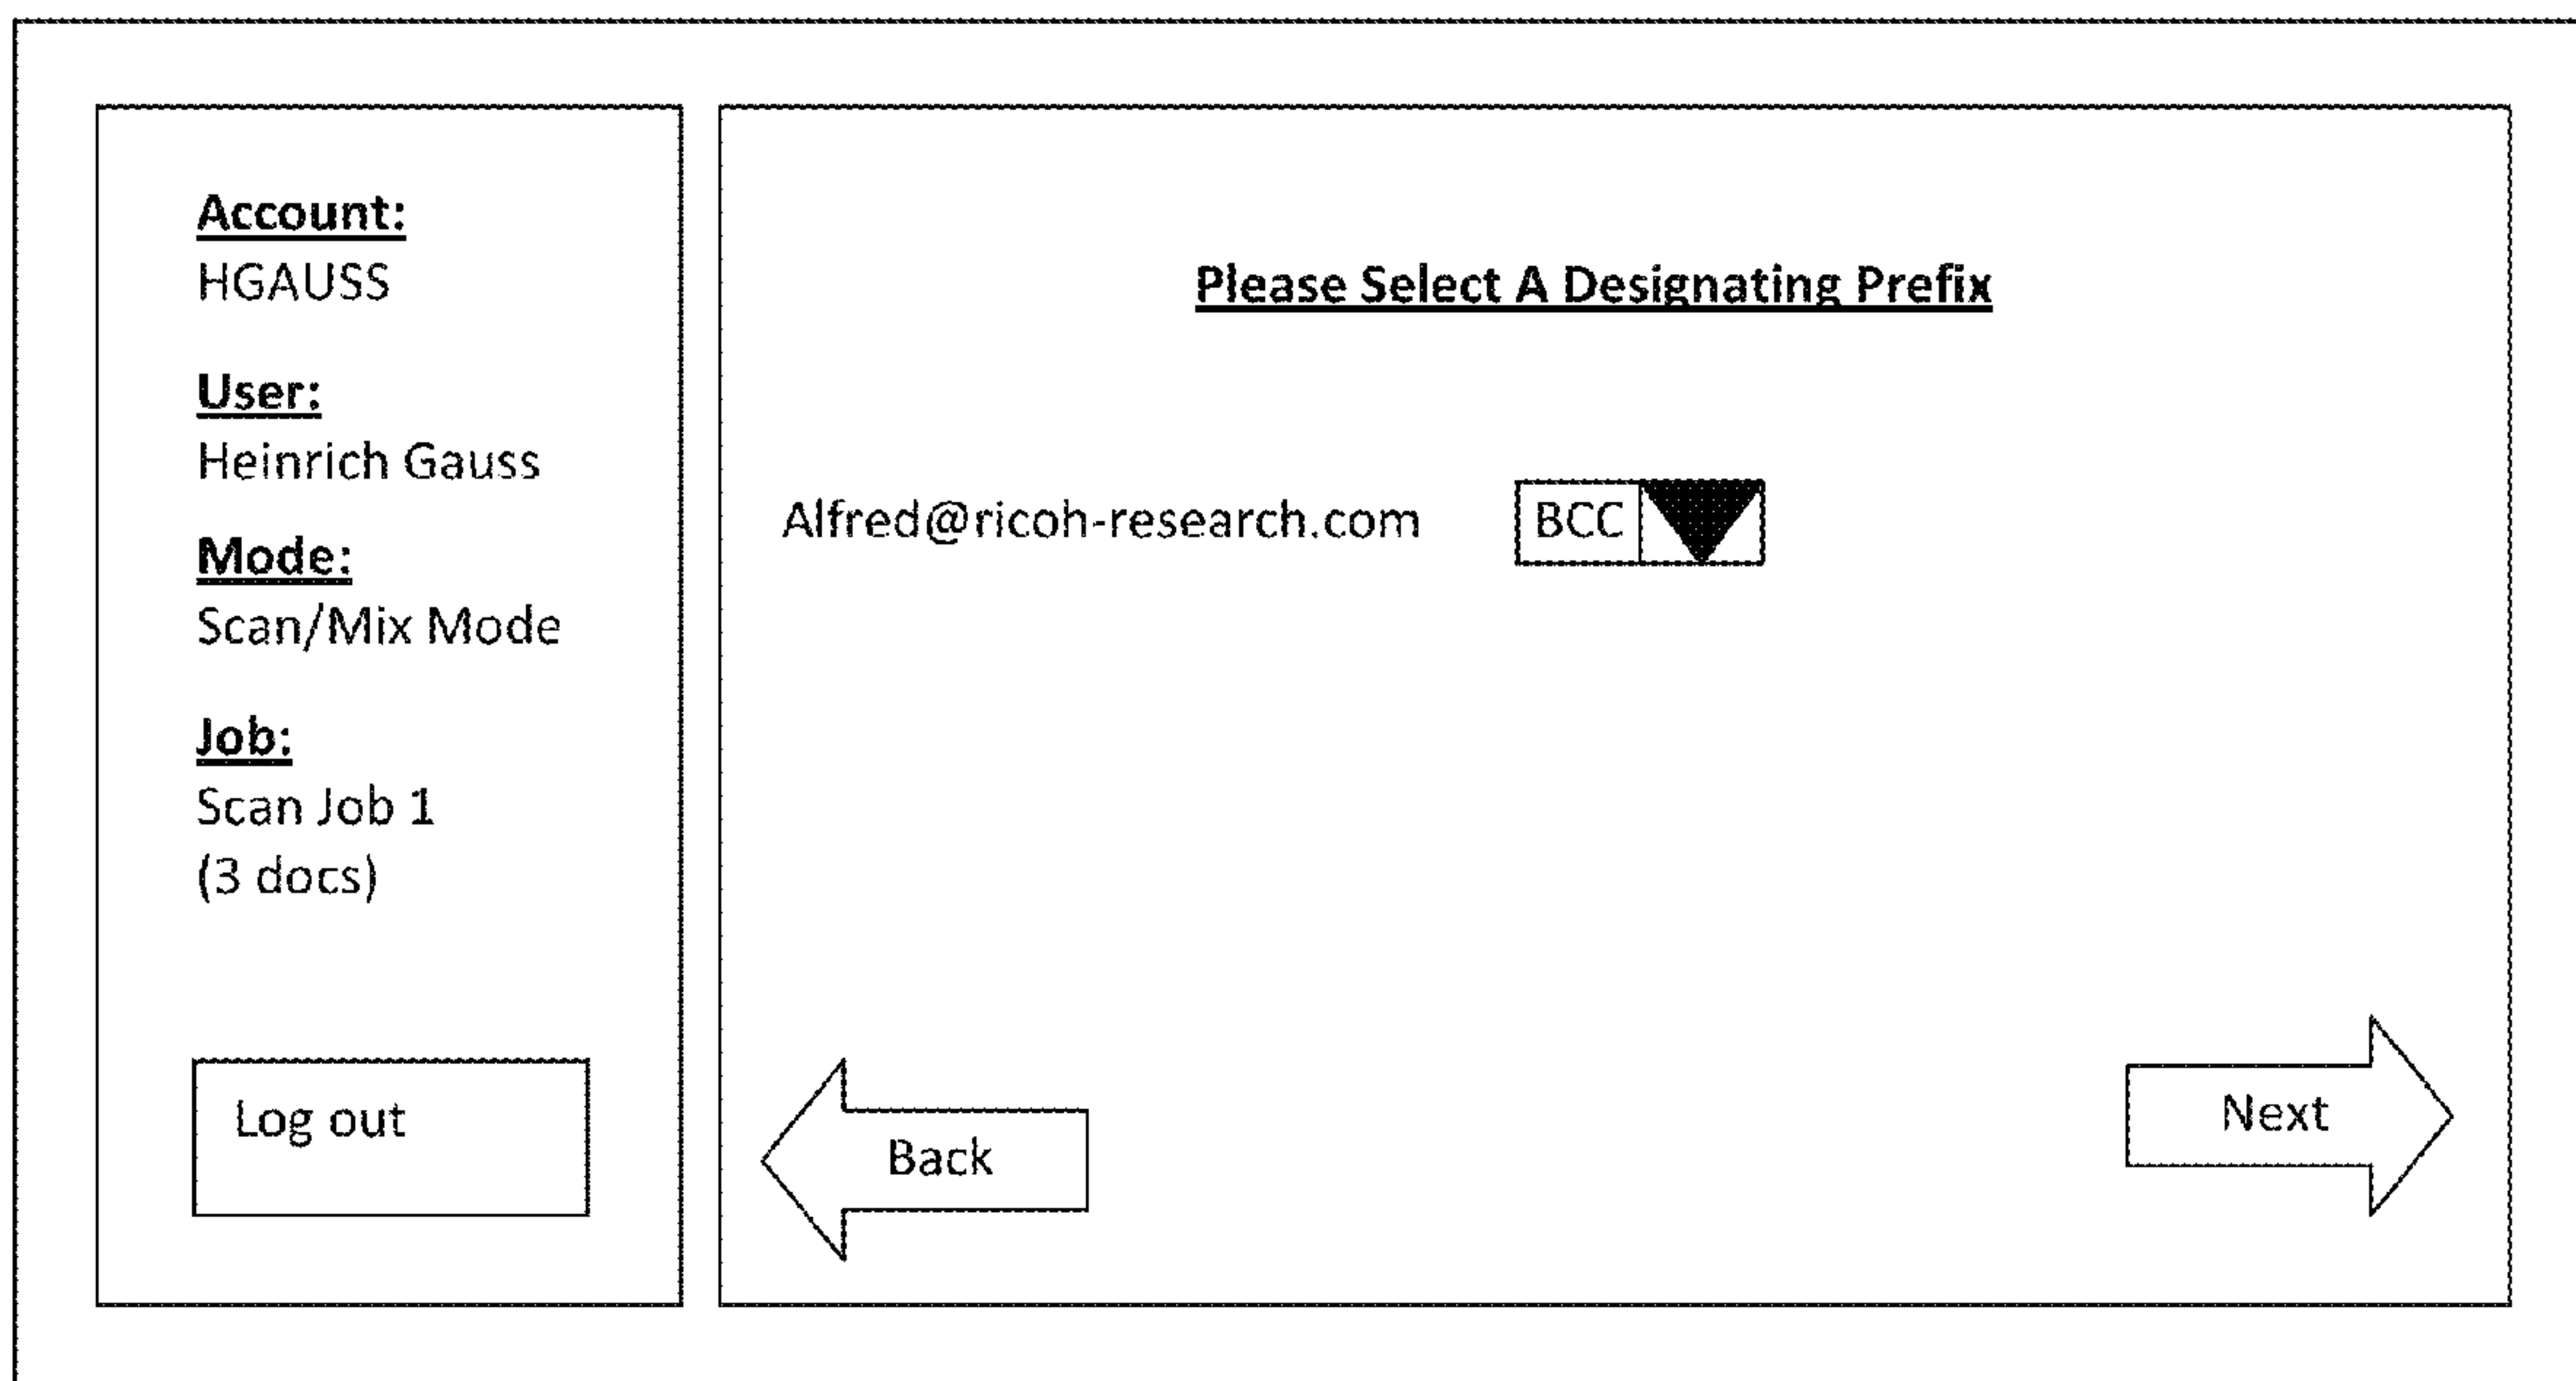 Account:
HGAUSS
User:
Heinrich Gauss
Mode:
Scan/Mix Mode
Job:
Scan Job 1
(3 docs)
Log out
Please Select A Designating Prefix
Alfred@ricoh-research.com BCC
Back
Next